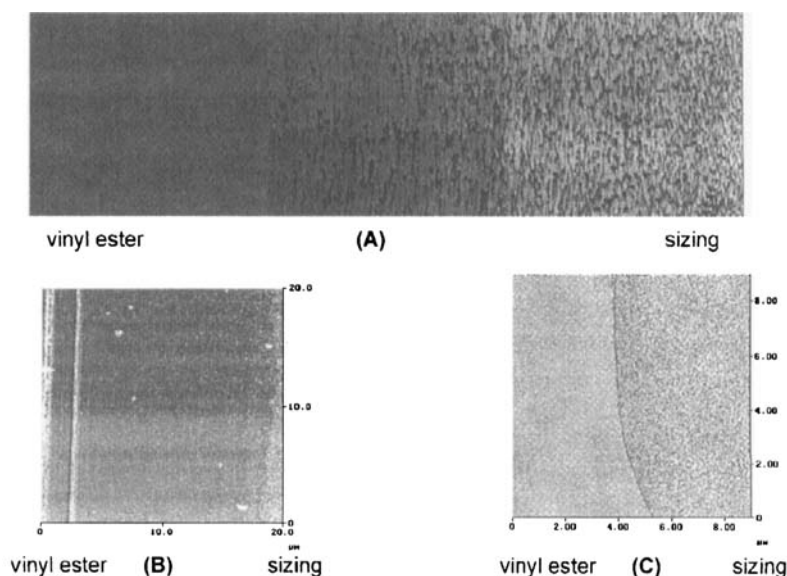 vinyl ester (A) sizing
20.0
10.0
0
0 10.0 20.0
μm
vinyl ester (B) sizing
8.00
6.00
4.00
2.00
0
0 2.00 4.00 6.00 8.00
μm
vinyl ester (C) sizing